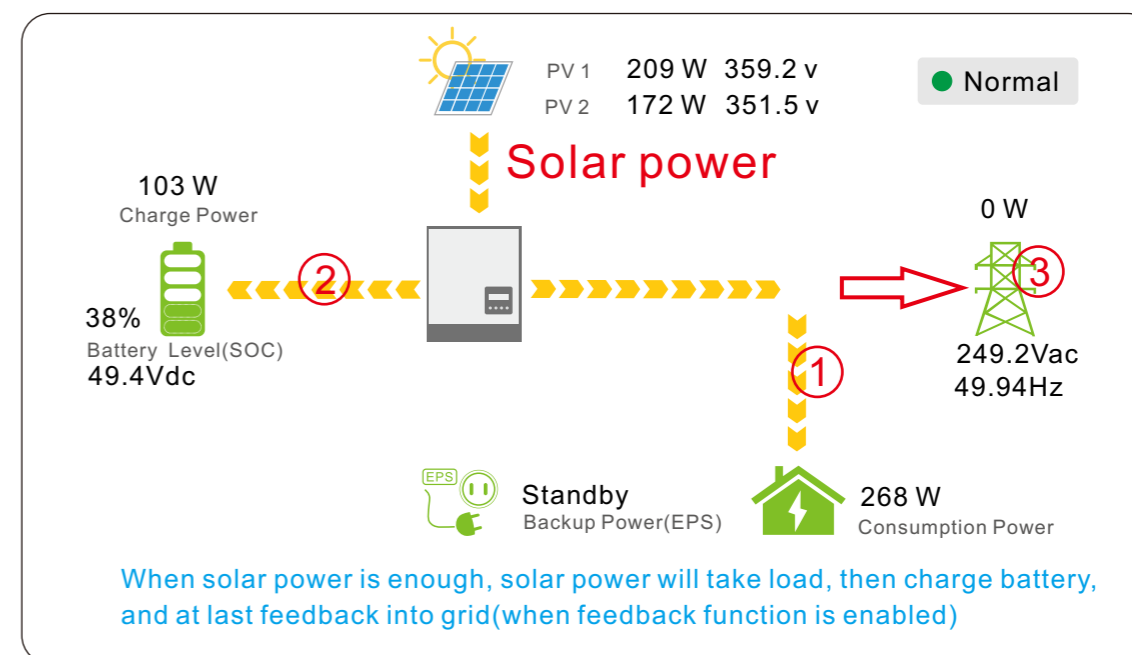 PV 1 209 W 359.2 v
PV 2 172 W 351.5 v
Normal
Solar power
103 W
Charge Power
0 W
2
3
38%
Battery Level(SOC)
49.4Vdc
249.2Vac
49.94Hz
1
EPS
Standby
Backup Power(EPS)
268 W
Consumption Power
When solar power is enough, solar power will take load, then charge battery,
and at last feedback into grid(when feedback function is enabled)